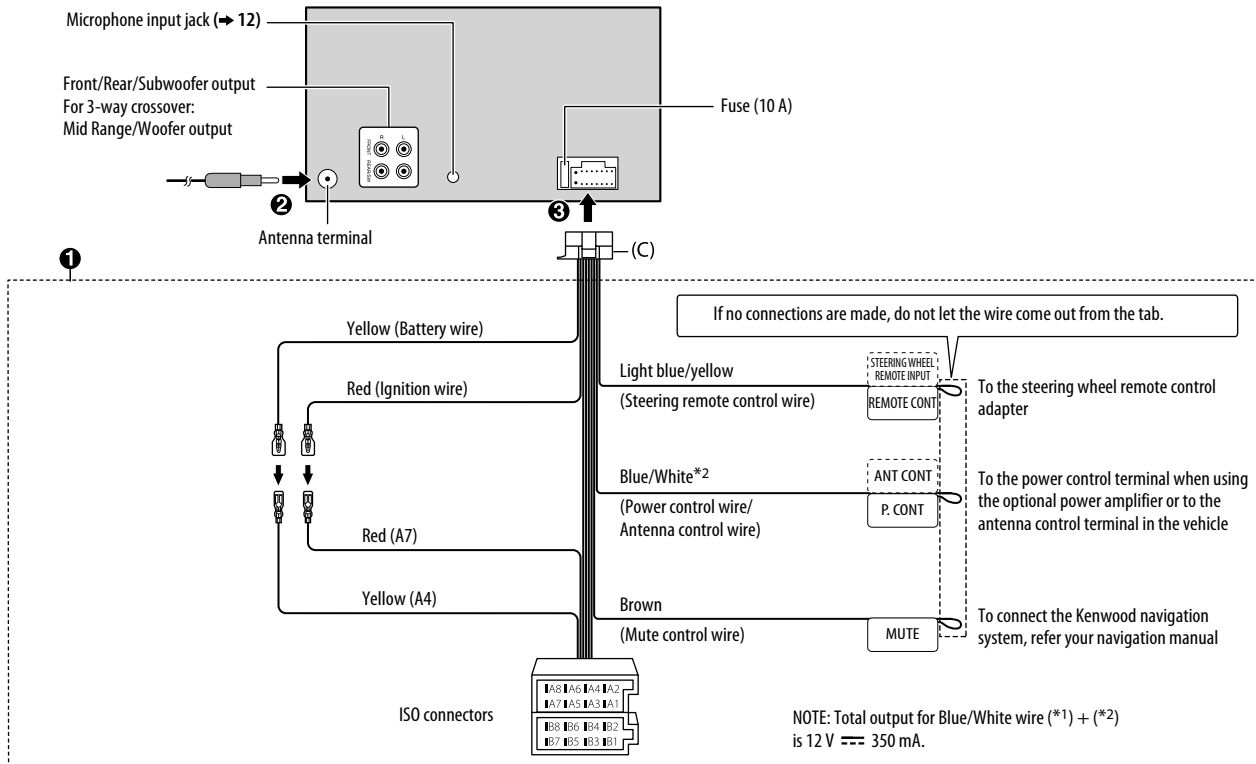 Microphone input jack (➜ 12)
Front/Rear/Subwoofer output
For 3-way crossover:
Mid Range/Woofer output
Fuse (10 A)
R L
FRONT
REAR/SW
❷
❸
Antenna terminal
(C)
❶
If no connections are made, do not let the wire come out from the tab.
Yellow (Battery wire)
Light blue/yellow
(Steering remote control wire)
STEERING WHEEL
REMOTE INPUT
REMOTE CONT
To the steering wheel remote control
adapter
Red (Ignition wire)
Blue/White*2
(Power control wire/
Antenna control wire)
ANT CONT
P. CONT
To the power control terminal when using
the optional power amplifier or to the
antenna control terminal in the vehicle
Red (A7)
Yellow (A4)
Brown
(Mute control wire)
MUTE
To connect the Kenwood navigation
system, refer your navigation manual
ISO connectors
A8 A6 A4 A2
A7 A5 A3 A1
B8 B6 B4 B2
B7 B5 B3 B1
NOTE: Total output for Blue/White wire (*1) + (*2)
is 12 V ⎓ 350 mA.